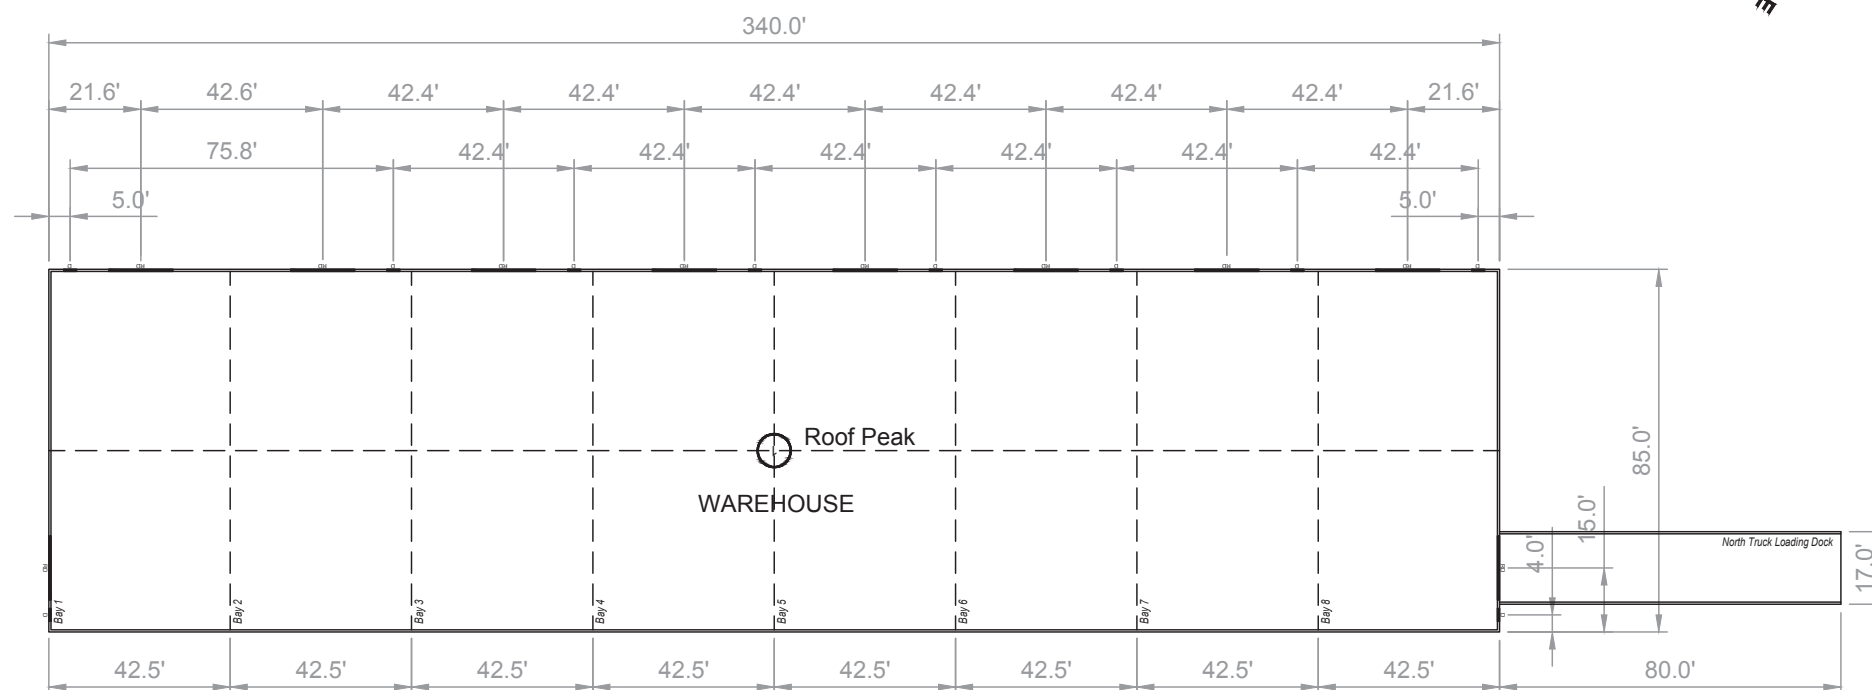 340.0'
21.6' 42.6' 42.4' 42.4' 42.4' 42.4' 42.4' 42.4' 21.6'
75.8' 42.4' 42.4' 42.4' 42.4' 42.4' 42.4'
5.0' 5.0'
Roof Peak
85.0'
WAREHOUSE
15.0'
4.0'
North Truck Loading Dock
17.0'
Bay 1 Bay 2 Bay 3 Bay 4 Bay 5 Bay 6 Bay 7 Bay 8
42.5' 42.5' 42.5' 42.5' 42.5' 42.5' 42.5' 42.5' 80.0'